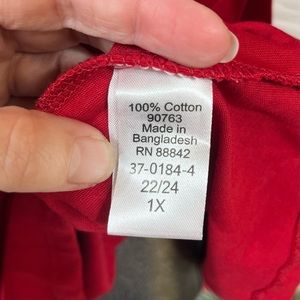 100% Cotton
90763
Made in
Bangladesh
RN 88842
37-0184-4
22/24
1X